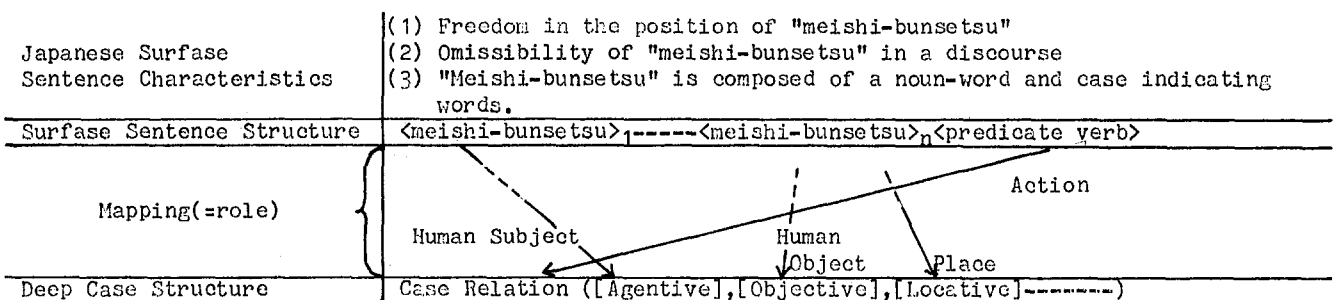 (1) Freedom in the position of "meishi-bunsetsu"
Japanese Surfase (2) Omissibility of "meishi-bunsetsu" in a discourse
Sentence Characteristics (3) "Meishi-bunsetsu" is composed of a noun-word and case indicating
words.
Surfase Sentence Structure <meishi-bunsetsu>1-----<meishi-bunsetsu>n<predicate verb>
Action
Mapping(=role)
Human Subject Human
Object Place
Deep Case Structure Case Relation ([Agentive],[Objective],[Locative]--------)